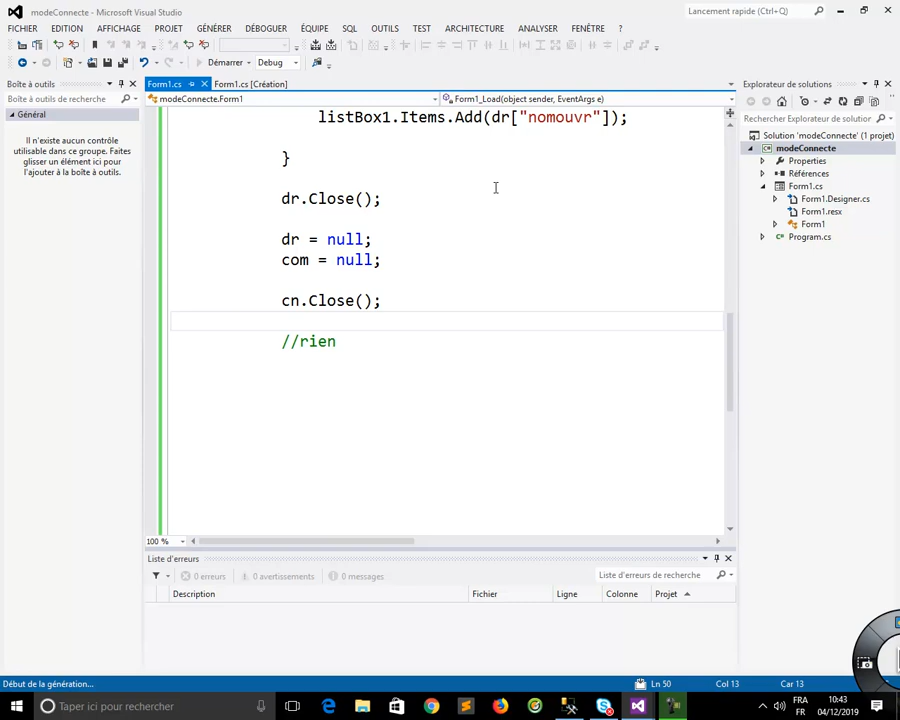 modeConnecte - Microsoft Visual Studio
Lancement rapide (Ctrl+Q)
FICHIER EDITION AFFICHAGE PROJET GÉNÉRER DÉBOGUER ÉQUIPE SQL OUTILS TEST ARCHITECTURE ANALYSER FENÊTRE ?
Démarrer Debug
Boîte à outils
Boîte à outils de recherche
Général
Il n'existe aucun contrôle
utilisable dans ce groupe. Faites
glisser un élément ici pour
l'ajouter à la boîte à outils.
Form1.cs Form1.cs [Création]
modeConnecte.Form1 Form1_Load(object sender, EventArgs e)
listBox1.Items.Add(dr["nomouvr"]);
}
dr.Close();
dr = null;
com = null;
cn.Close();
//rien
100 %
Explorateur de solutions
Rechercher Explorateur de solutions
Solution 'modeConnecte' (1 projet)
modeConnecte
Properties
Références
Form1.cs
Form1.Designer.cs
Form1.resx
Form1
Program.cs
Liste d'erreurs
0 erreurs 0 avertissements 0 messages
Liste d'erreurs de recherche
Description Fichier Ligne Colonne Projet
Début de la génération... Ln 50 Col 13 Car 13
Taper ici pour rechercher
FRA
FR
10:43
04/12/2019